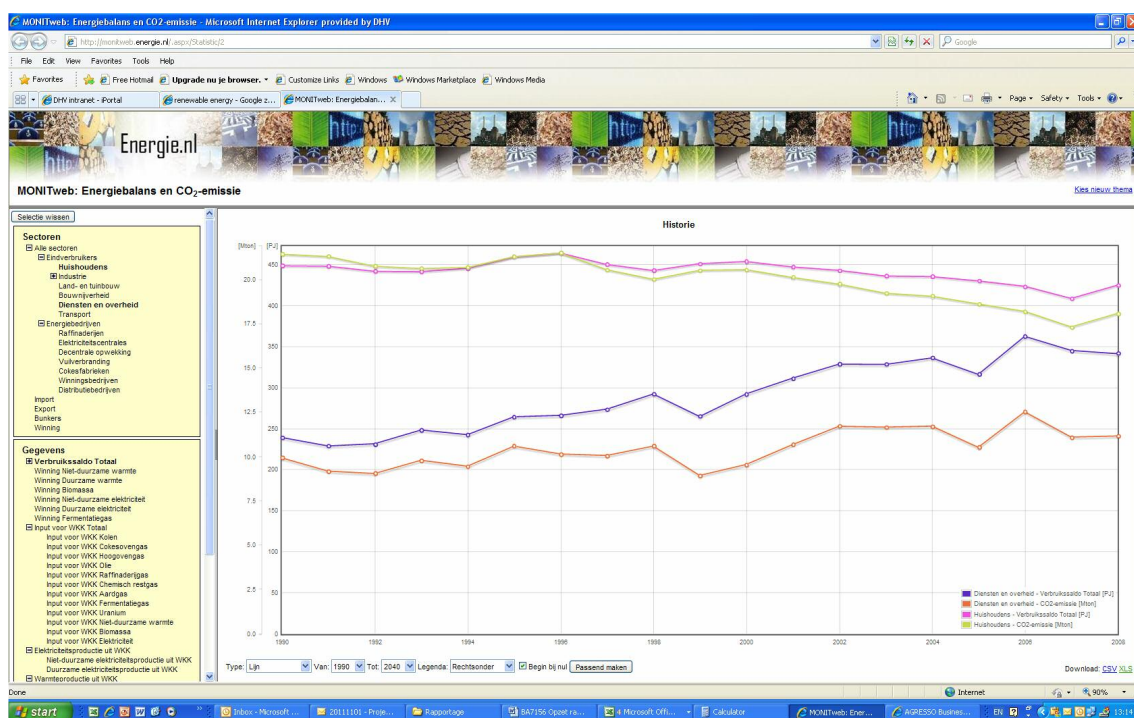 MONITweb: Energiebalans en CO2-emissie - Microsoft Internet Explorer provided by DHV
http://monitweb.energie.nl/.aspx/Statistic/2
Google
File Edit View Favorites Tools Help
Favorites Free Hotmail Upgrade nu je browser. Customize Links Windows Windows Marketplace Windows Media
DHV intranet - iPortal renewable energy - Google z... MONITweb: Energiebalan... X
Page Safety Tools
Energie.nl
http
http
http
http
MONITweb: Energiebalans en CO2-emissie
Kies nieuw thema
Selectie wissen
Sectoren
Alle sectoren
Eindverbruikers
Huishoudens
Industrie
Land- en tuinbouw
Bouwnijverheid
Diensten en overheid
Transport
Energiebedrijven
Raffinaderijen
Elektriciteitscentrales
Decentrale opwekking
Vuilverbranding
Cokesfabrieken
Winningsbedrijven
Distributiebedrijven
Import
Export
Bunkers
Winning
Gegevens
Verbruikssaldo Totaal
Winning Niet-duurzame warmte
Winning Duurzame warmte
Winning Biomassa
Winning Niet-duurzame elektriciteit
Winning Duurzame elektriciteit
Winning Fermentatiegas
Input voor WKK Totaal
Input voor WKK Kolen
Input voor WKK Cokesovengas
Input voor WKK Hoogovengas
Input voor WKK Olie
Input voor WKK Raffinaderijgas
Input voor WKK Chemisch restgas
Input voor WKK Aardgas
Input voor WKK Fermentatiegas
Input voor WKK Uranium
Input voor WKK Niet-duurzame warmte
Input voor WKK Biomassa
Input voor WKK Elektriciteit
Elektriciteitsproductie uit WKK
Niet-duurzame elektriciteitsproductie uit WKK
Duurzame elektriciteitsproductie uit WKK
Warmteproductie uit WKK
Historie
[Mton] [PJ]
450
20.0
400
17.5
350
15.0
300
12.5
250
10.0
200
7.5
150
5.0
100
2.5
50
0.0 0
1990 1992 1994 1996 1998 2000 2002 2004 2006 2008
Diensten en overheid - Verbruikssaldo Totaal [PJ]
Diensten en overheid - CO2-emissie [Mton]
Huishoudens - Verbruikssaldo Totaal [PJ]
Huishoudens - CO2-emissie [Mton]
Type: Lijn Van: 1990 Tot: 2040 Legenda: Rechtsonder Begin bij nul Passend maken
Download: CSV XLS
Done Internet 90%
start Inbox - Microsoft ... 20111101 - Proje... Rapportage BA7156 Opzet ra... 4 Microsoft Offi... Calculator MONITweb: Ener... AGRESSO Busines... EN 13:14